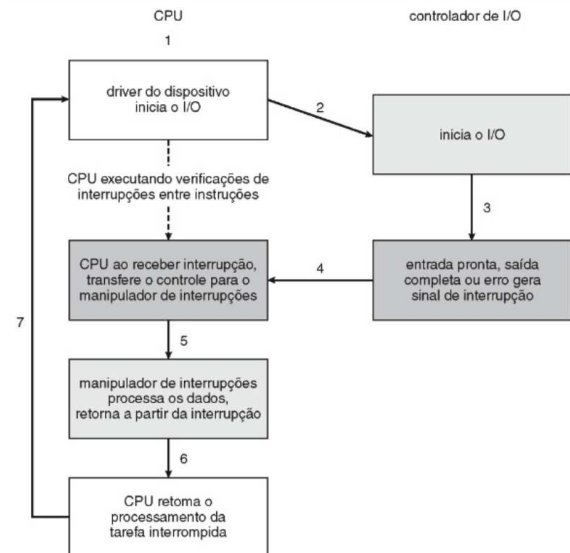 CPU
controlador de I/O
1
driver do dispositivo
inicia o I/O
2
inicia o I/O
CPU executando verificações de
interrupções entre instruções
3
CPU ao receber interrupção,
transfere o controle para o
manipulador de interrupções
4
entrada pronta, saída
completa ou erro gera
sinal de interrupção
7
5
manipulador de interrupções
processa os dados,
retorna a partir da interrupção
6
CPU retoma o
processamento da
tarefa interrompida